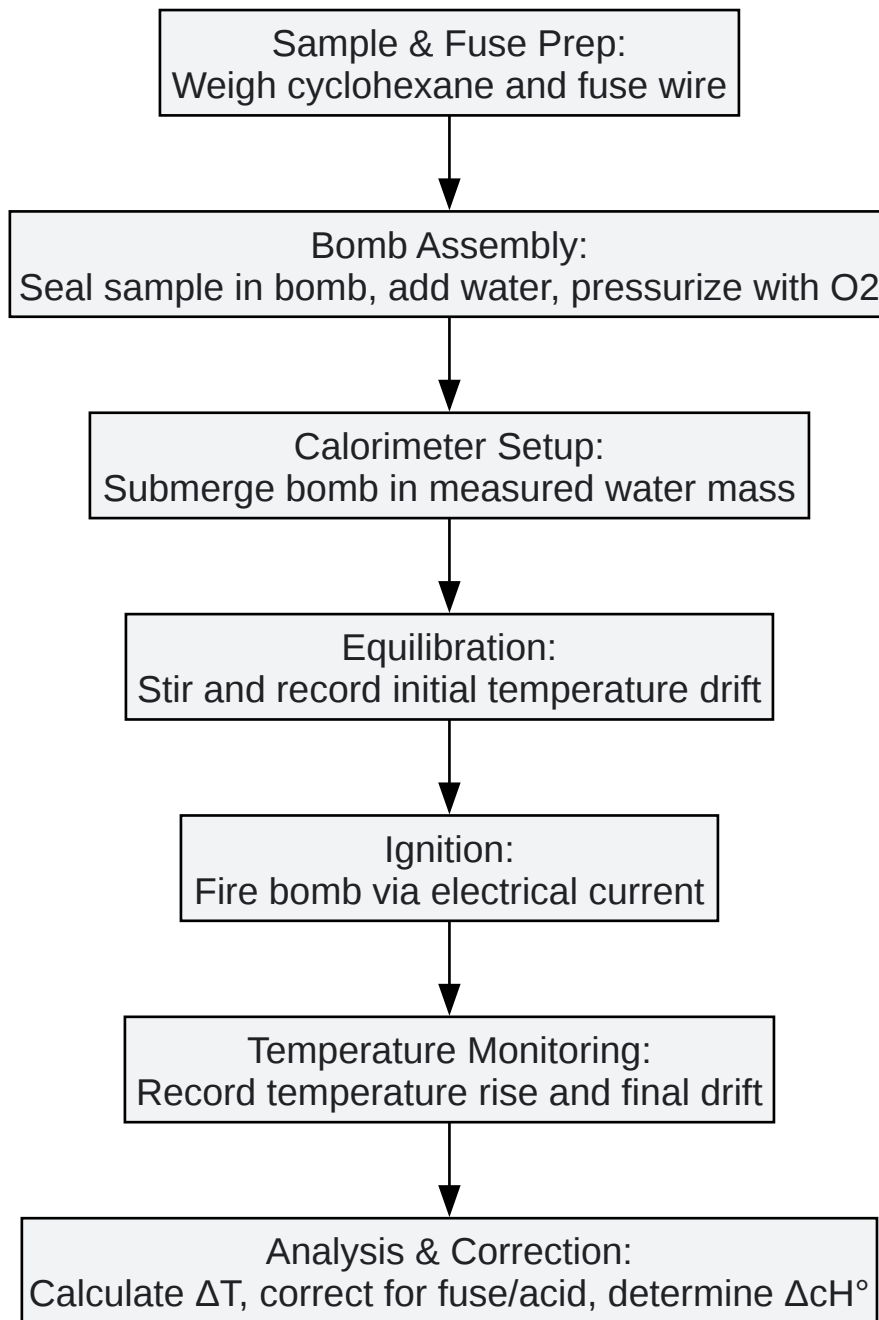 Sample & Fuse Prep:
Weigh cyclohexane and fuse wire
Bomb Assembly:
Seal sample in bomb, add water, pressurize with O2
Calorimeter Setup:
Submerge bomb in measured water mass
Equilibration:
Stir and record initial temperature drift
Ignition:
Fire bomb via electrical current
Temperature Monitoring:
Record temperature rise and final drift
Analysis & Correction:
Calculate ΔT, correct for fuse/acid, determine ΔcH°